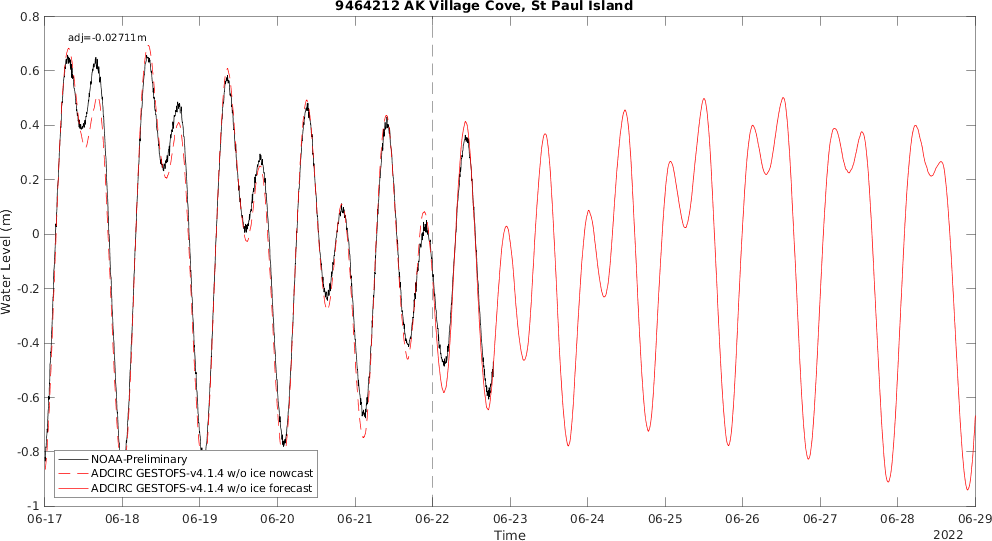 9464212 AK Village Cove, St Paul Island
adj=-0.02711m
Water Level (m)
0.8
0.6
0.4
0.2
0
-0.2
-0.4
-0.6
-0.8
-1
NOAA-Preliminary
ADCIRC GESTOFS-v4.1.4 w/o ice nowcast
ADCIRC GESTOFS-v4.1.4 w/o ice forecast
06-17 06-18 06-19 06-20 06-21 06-22 06-23 06-24 06-25 06-26 06-27 06-28 06-29
Time
2022